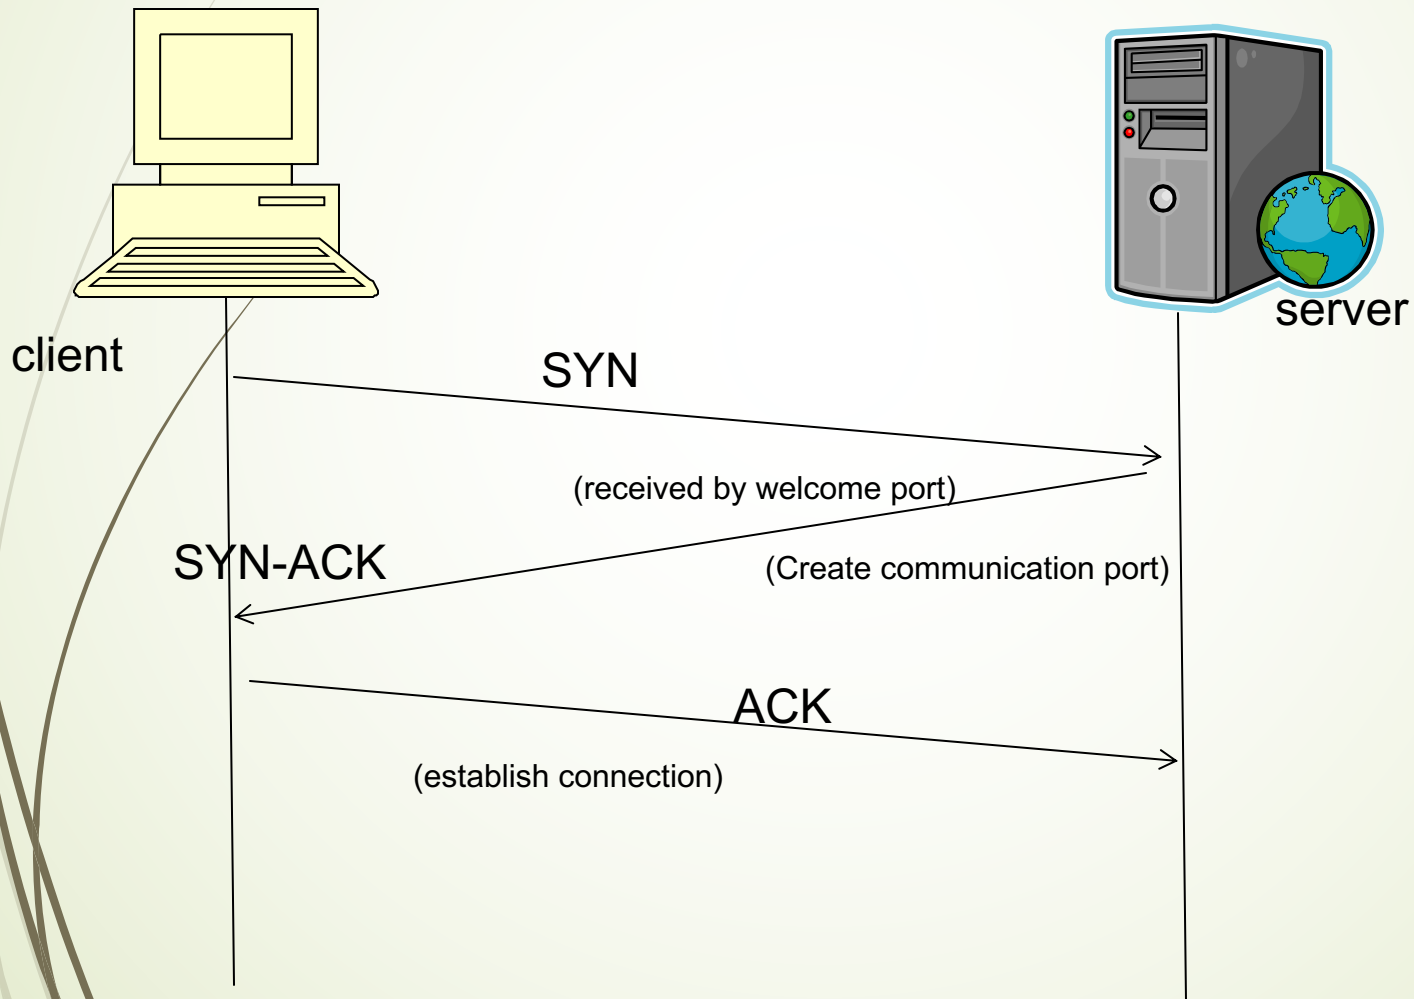 server
client
SYN
(received by welcome port)
SYN-ACK
(Create communication port)
ACK
(establish connection)